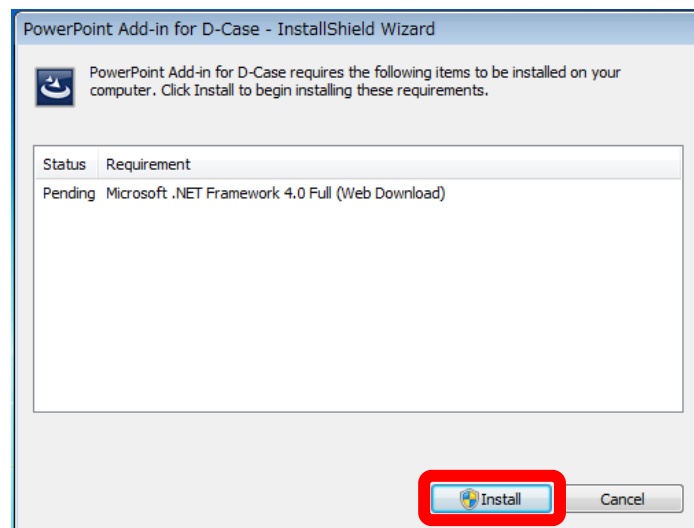 PowerPoint Add-in for D-Case - InstallShield Wizard
PowerPoint Add-in for D-Case requires the following items to be installed on your
computer. Click Install to begin installing these requirements.
Status Requirement
Pending Microsoft .NET Framework 4.0 Full (Web Download)
Install Cancel